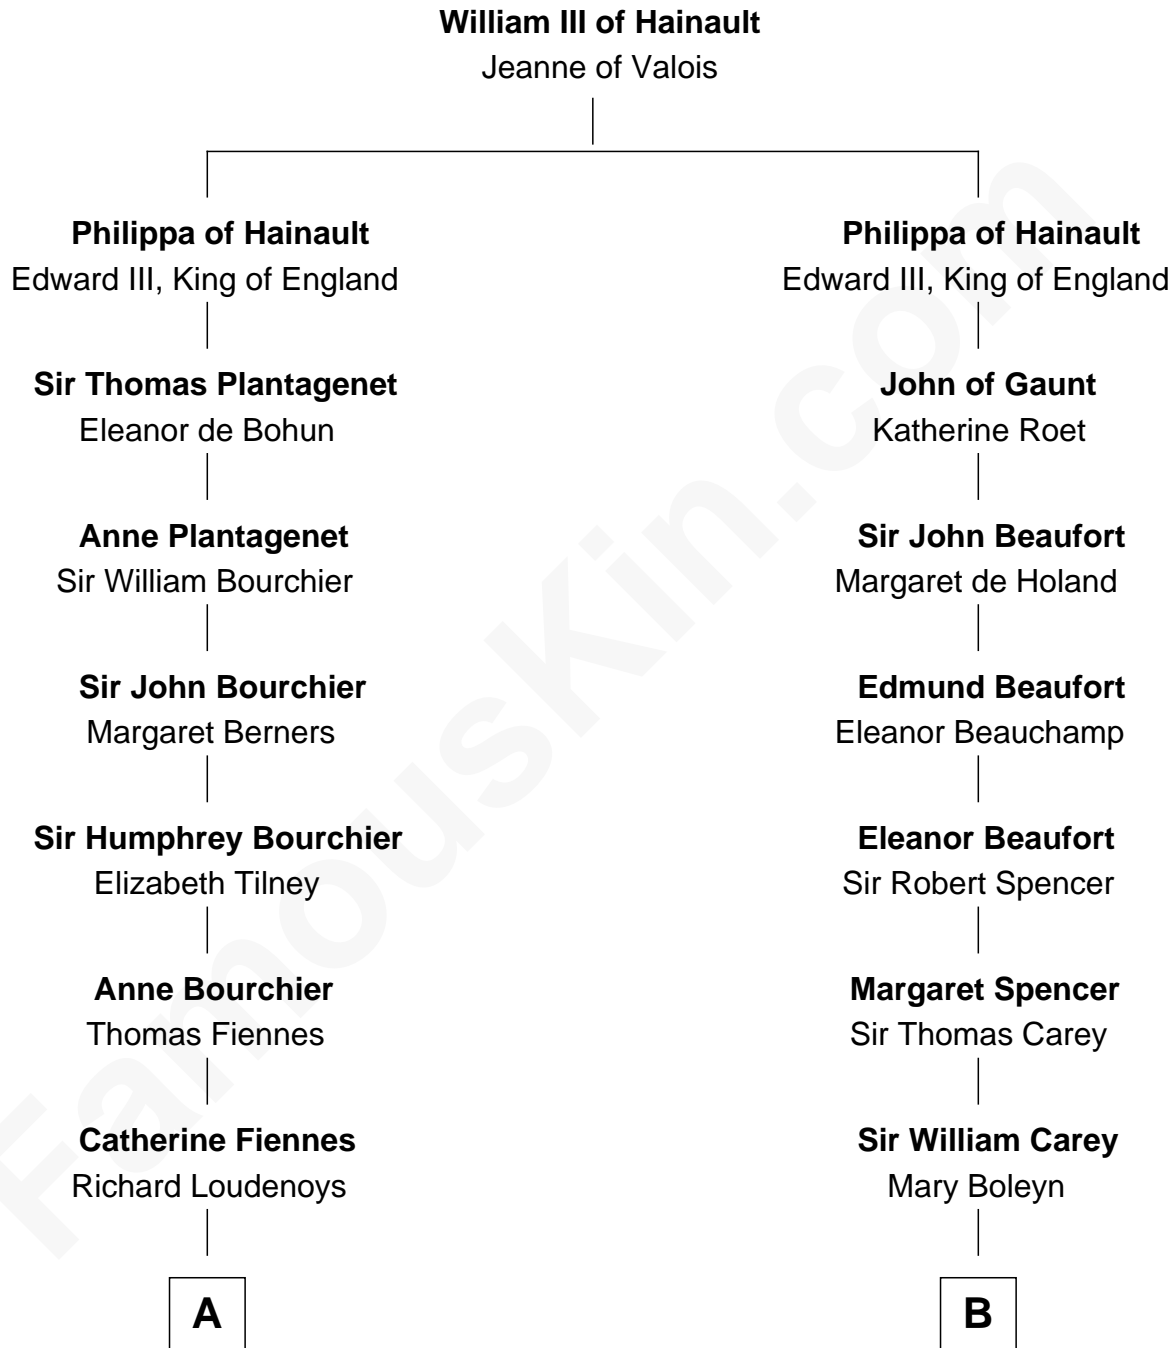 William III of Hainault
Jeanne of Valois
Philippa of Hainault
Edward III, King of England
Philippa of Hainault
Edward III, King of England
Sir Thomas Plantagenet
Eleanor de Bohun
John of Gaunt
Katherine Roet
Anne Plantagenet
Sir William Bourchier
Sir John Beaufort
Margaret de Holand
Sir John Bourchier
Margaret Berners
Edmund Beaufort
Eleanor Beauchamp
Sir Humphrey Bourchier
Elizabeth Tilney
Eleanor Beaufort
Sir Robert Spencer
Anne Bourchier
Thomas Fiennes
Margaret Spencer
Sir Thomas Carey
Catherine Fiennes
Richard Loudenoys
Sir William Carey
Mary Boleyn
A
B
FamousKin.com